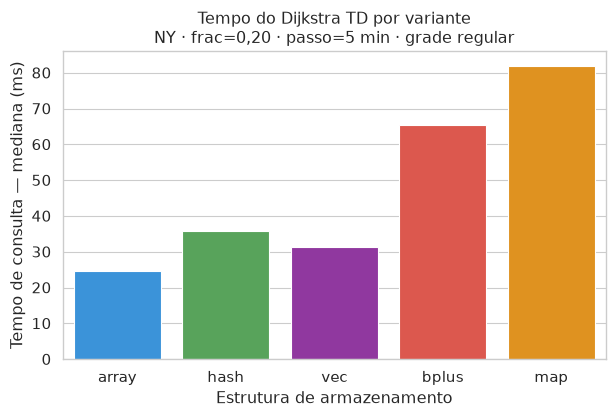 Tempo do Dijkstra TD por variante
NY · frac=0,20 · passo=5 min · grade regular
Tempo de consulta — mediana (ms)
80
70
60
50
40
30
20
10
0
array hash vec bplus map
Estrutura de armazenamento